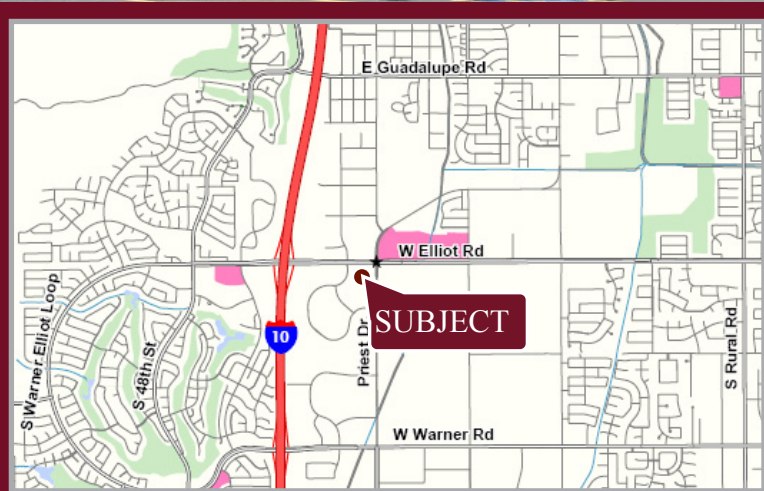 E Guadalupe Rd
W Elliot Rd
S Warner Elliot Loop
S 48th St
10
Priest Dr
SUBJECT
S Rural Rd
W Warner Rd